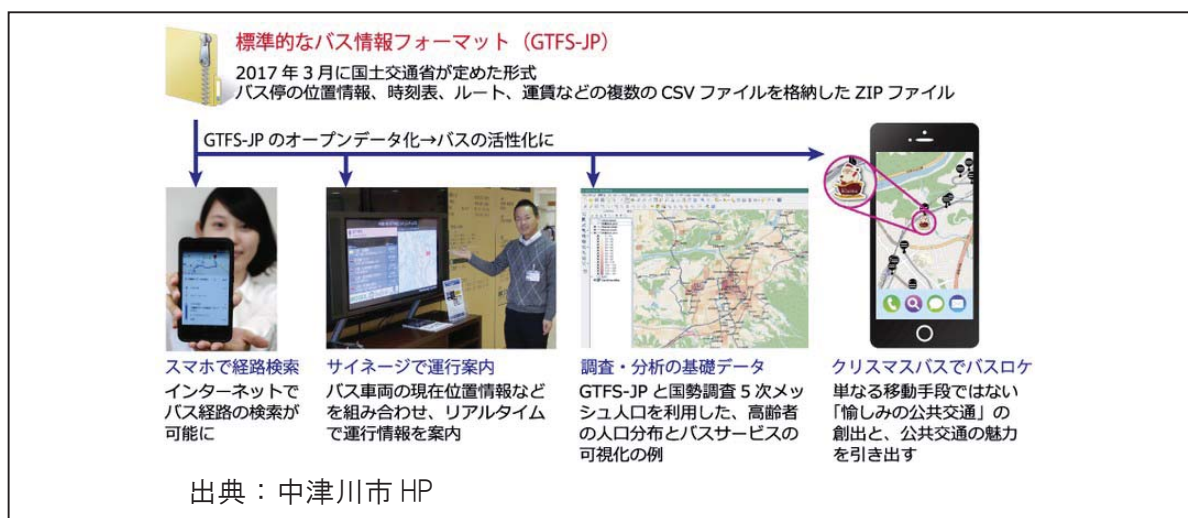 標準的なバス情報フォーマット（GTFS-JP）
2017年3月に国土交通省が定めた形式
バス停の位置情報、時刻表、ルート、運賃などの複数のCSVファイルを格納したZIPファイル
GTFS-JPのオープンデータ化→バスの活性化に
スマホで経路検索
インターネットで
バス経路の検索が
可能に
サイネージで運行案内
バス車両の現在位置情報など
を組み合わせ、リアルタイム
で運行情報を案内
調査・分析の基礎データ
GTFS-JPと国勢調査5次メッ
シュ人口を利用した、高齢者
の人口分布とバスサービスの
可視化の例
クリスマスバスでバスロケ
単なる移動手段ではない
「愉しみの公共交通」の
創出と、公共交通の魅力
を引き出す
出典：中津川市HP